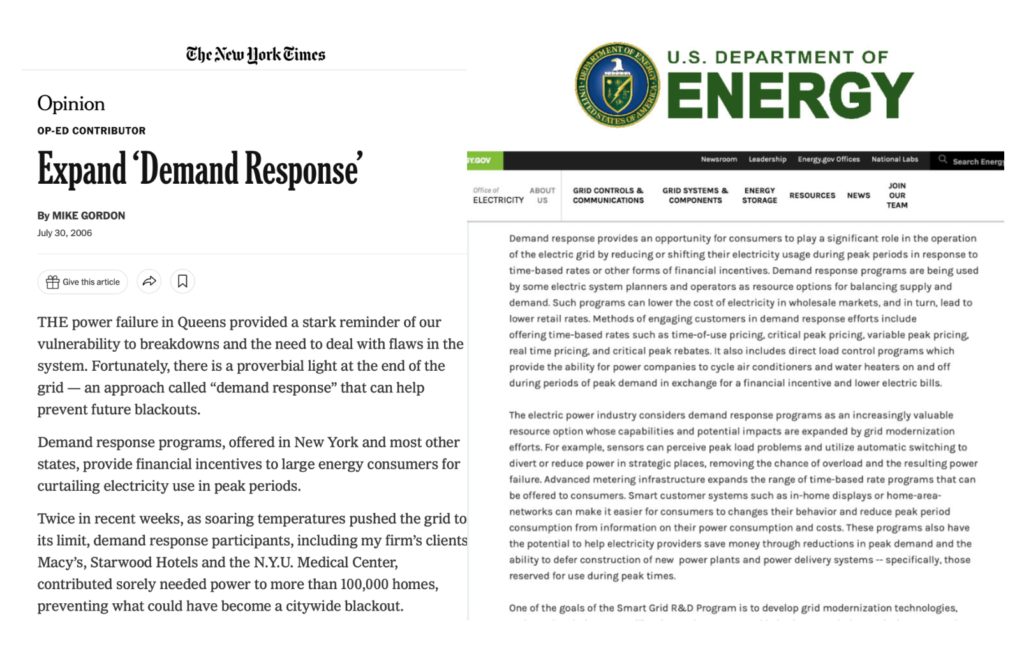 The New York Times
Opinion
OP-ED CONTRIBUTOR
Expand ‘Demand Response’
By MIKE GORDON
July 30, 2006
Give this article
THE power failure in Queens provided a stark reminder of our
vulnerability to breakdowns and the need to deal with flaws in the
system. Fortunately, there is a proverbial light at the end of the
grid — an approach called “demand response” that can help
prevent future blackouts.
Demand response programs, offered in New York and most other
states, provide financial incentives to large energy consumers for
curtailing electricity use in peak periods.
Twice in recent weeks, as soaring temperatures pushed the grid to
its limit, demand response participants, including my firm’s clients
Macy’s, Starwood Hotels and the N.Y.U. Medical Center,
contributed sorely needed power to more than 100,000 homes,
preventing what could have become a citywide blackout.
DEPARTMENT OF ENERGY
UNITED STATES OF AMERICA
U.S. DEPARTMENT OF
ENERGY
GY.GOV
Newsroom Leadership Energy.gov Offices National Labs Search Energy
Office of
ELECTRICITY
ABOUT
US
GRID CONTROLS &
COMMUNICATIONS
GRID SYSTEMS &
COMPONENTS
ENERGY
STORAGE
RESOURCES
NEWS
JOIN
OUR
TEAM
Demand response provides an opportunity for consumers to play a significant role in the operation
of the electric grid by reducing or shifting their electricity usage during peak periods in response to
time-based rates or other forms of financial incentives. Demand response programs are being used
by some electric system planners and operators as resource options for balancing supply and
demand. Such programs can lower the cost of electricity in wholesale markets, and in turn, lead to
lower retail rates. Methods of engaging customers in demand response efforts include
offering time-based rates such as time-of-use pricing, critical peak pricing, variable peak pricing,
real time pricing, and critical peak rebates. It also includes direct load control programs which
provide the ability for power companies to cycle air conditioners and water heaters on and off
during periods of peak demand in exchange for a financial incentive and lower electric bills.
The electric power industry considers demand response programs as an increasingly valuable
resource option whose capabilities and potential impacts are expanded by grid modernization
efforts. For example, sensors can perceive peak load problems and utilize automatic switching to
divert or reduce power in strategic places, removing the chance of overload and the resulting power
failure. Advanced metering infrastructure expands the range of time-based rate programs that can
be offered to consumers. Smart customer systems such as in-home displays or home-area-
networks can make it easier for consumers to changes their behavior and reduce peak period
consumption from information on their power consumption and costs. These programs also have
the potential to help electricity providers save money through reductions in peak demand and the
ability to defer construction of new power plants and power delivery systems -- specifically, those
reserved for use during peak times.
One of the goals of the Smart Grid R&D Program is to develop grid modernization technologies,